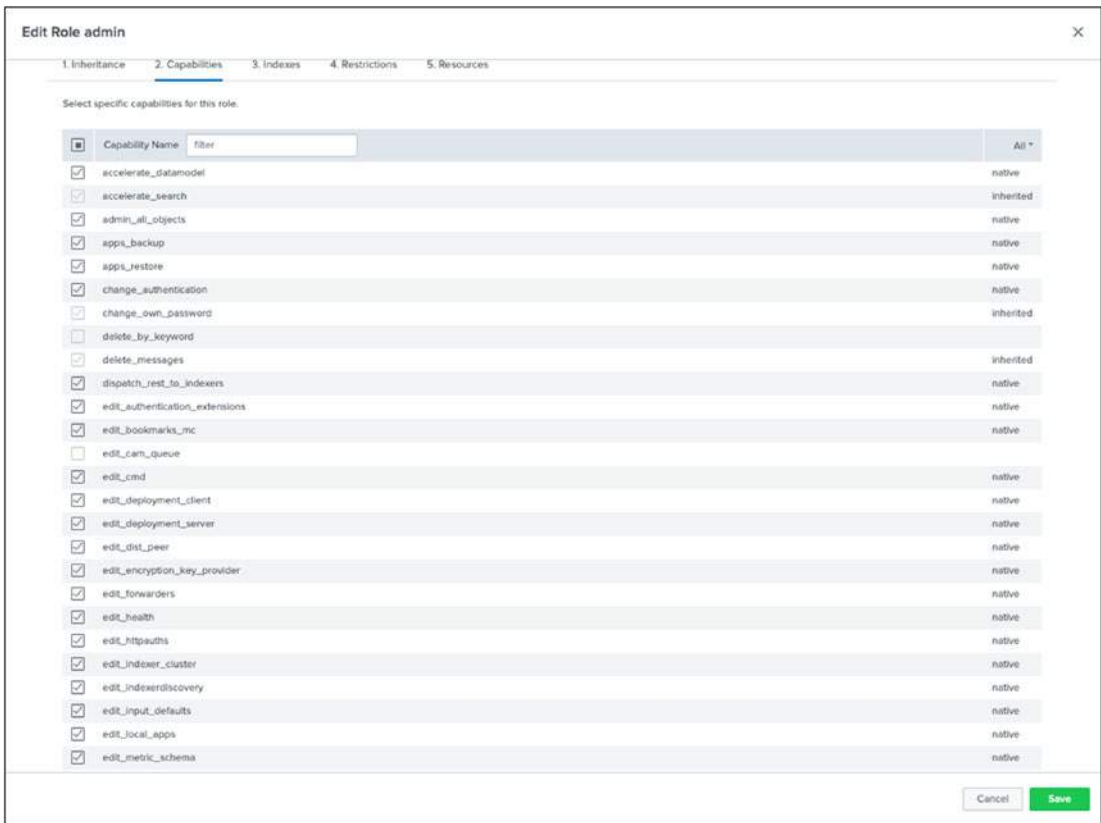 Edit Role admin
1. Inheritance 2. Capabilities 3. Indexes 4. Restrictions 5. Resources
Select specific capabilities for this role.
Capability Name filter All
accelerate_datamodel native
accelerate_search inherited
admin_all_objects native
apps_backup native
apps_restore native
change_authentication native
change_own_password inherited
delete_by_keyword
delete_messages inherited
dispatch_rest_to_indexers native
edit_authentication_extensions native
edit_bookmarks_mc native
edit_cam_queue
edit_cmd native
edit_deployment_client native
edit_deployment_server native
edit_dist_peer native
edit_encryption_key_provider native
edit_forwarders native
edit_health native
edit_httpauths native
edit_indexer_cluster native
edit_indexerdiscovery native
edit_input_defaults native
edit_local_apps native
edit_metric_schema native
Cancel Save